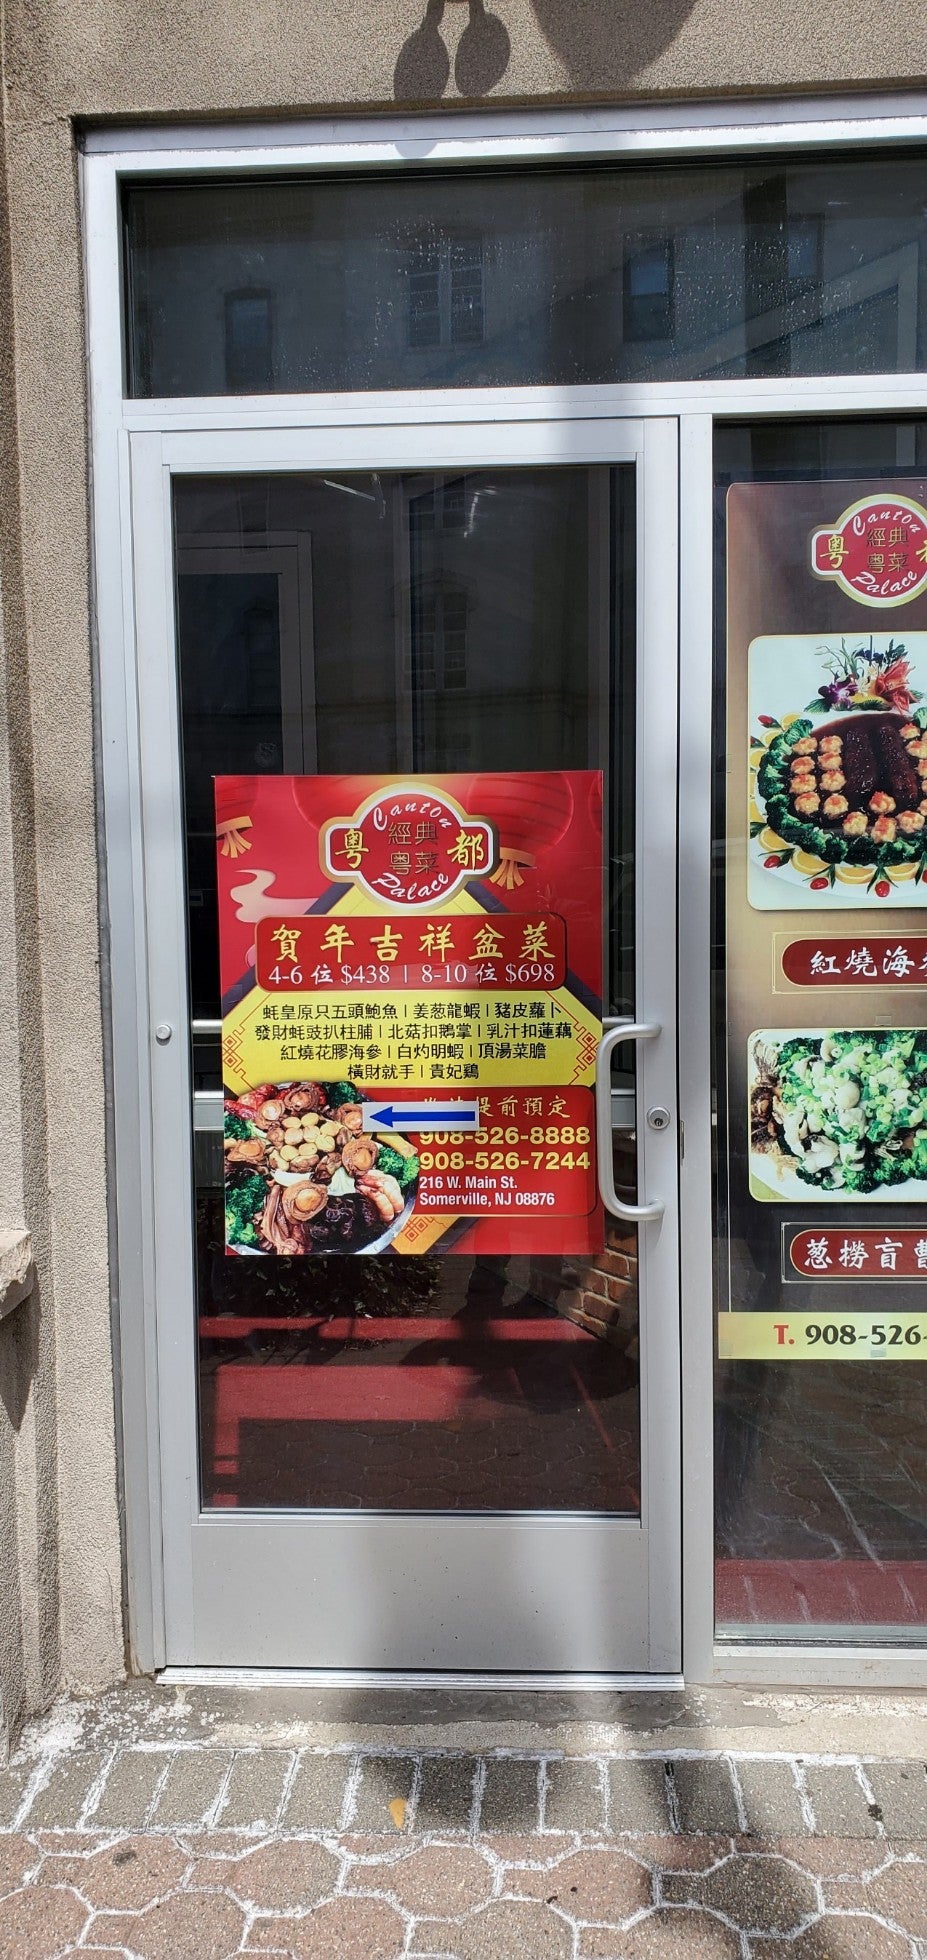 Canton
粵 經典 都
粵菜
Palace
賀年吉祥盆菜
4-6 位 $438 | 8-10 位 $698
蚝皇原只五頭鮑魚 | 姜葱龍蝦 | 豬皮蘿卜
發財蚝豉扒柱脯 | 北菇扣鵝掌 | 乳汁扣蓮藕
紅燒花膠海參 | 白灼明蝦 | 頂湯菜膽
橫財就手 | 貴妃鷄
提前預定
908-526-8888
908-526-7244
216 W. Main St.
Somerville, NJ 08876
Canton
粵 經典
粵菜
Palace
紅燒海
葱撈盲曹
T. 908-526-